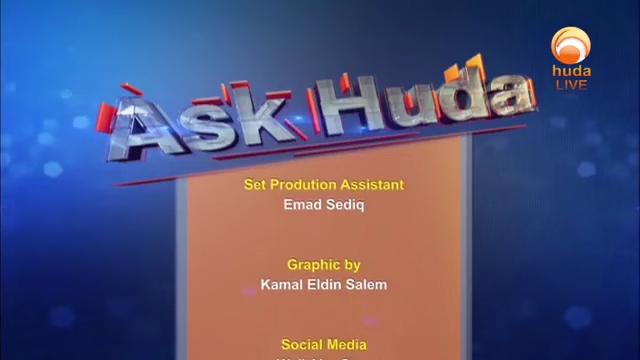 huda
LIVE
Ask Huda
Set Prodution Assistant
Emad Sediq
Graphic by
Kamal Eldin Salem
Social Media